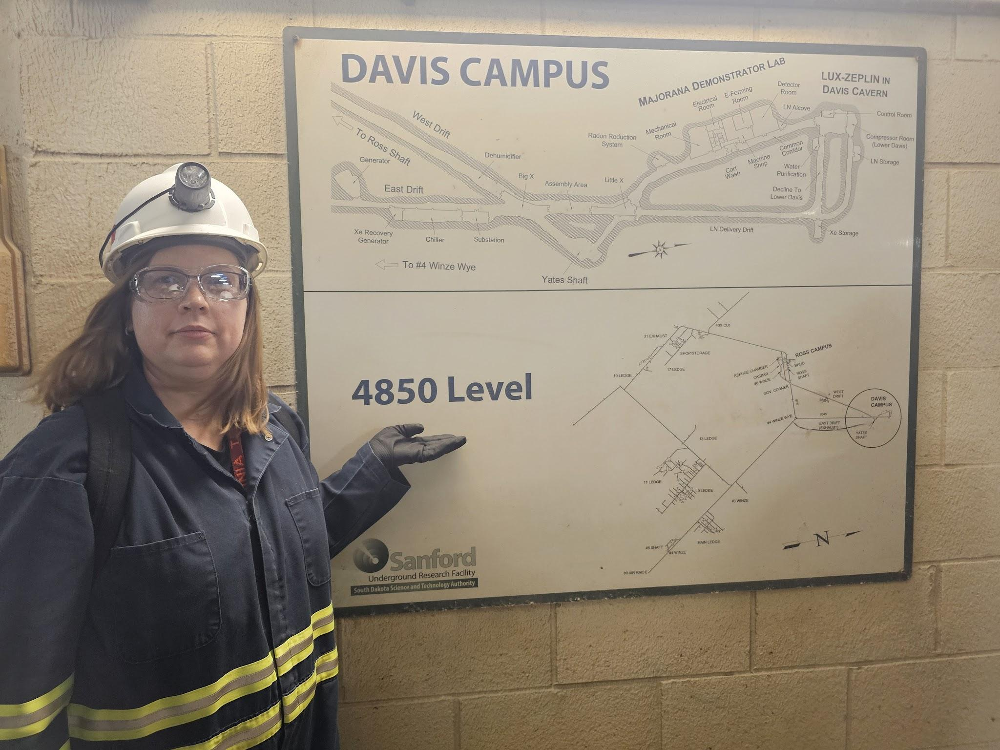 DAVIS CAMPUS
MAJORANA DEMONSTRATOR LAB
LUX-ZEPLIN IN
DAVIS CAVERN
West Drift
To Ross Shaft
Generator
Dehumidifier
East Drift
Big X
Assembly Area
Little X
Radon Reduction
System
Mechanical
Room
Electrical
Room
E-Forming
Room
Detector
Room
LN Alcove
Control Room
Compressor Room
(Lower Davis)
LN Storage
Common
Corridor
Machine
Shop
Cart
Wash
Water
Purification
Decline To
Lower Davis
Xe Recovery
Generator
Chiller
Substation
LN Delivery Drift
Xe Storage
N
To #4 Winze Wye
Yates Shaft
4850 Level
40X CUT
31 EXHAUST
SHOP/STORAGE
17 LEDGE
19 LEDGE
ROSS CAMPUS
REFUGE CHAMBER
BHUC
CASPAR
ROSS
SHAFT
#6 WINZE
GOV. CORNER
WEST
DRIFT
DAVIS
CAMPUS
#4 WINZE WYE
2045'
EAST DRIFT
(EXHAUST)
YATES
SHAFT
13 LEDGE
11 LEDGE
9 LEDGE
#3 WINZE
MAIN LEDGE
#5 SHAFT
#4 WINZE
89 AIR RAISE
N
Sanford
Underground Research Facility
South Dakota Science and Technology Authority